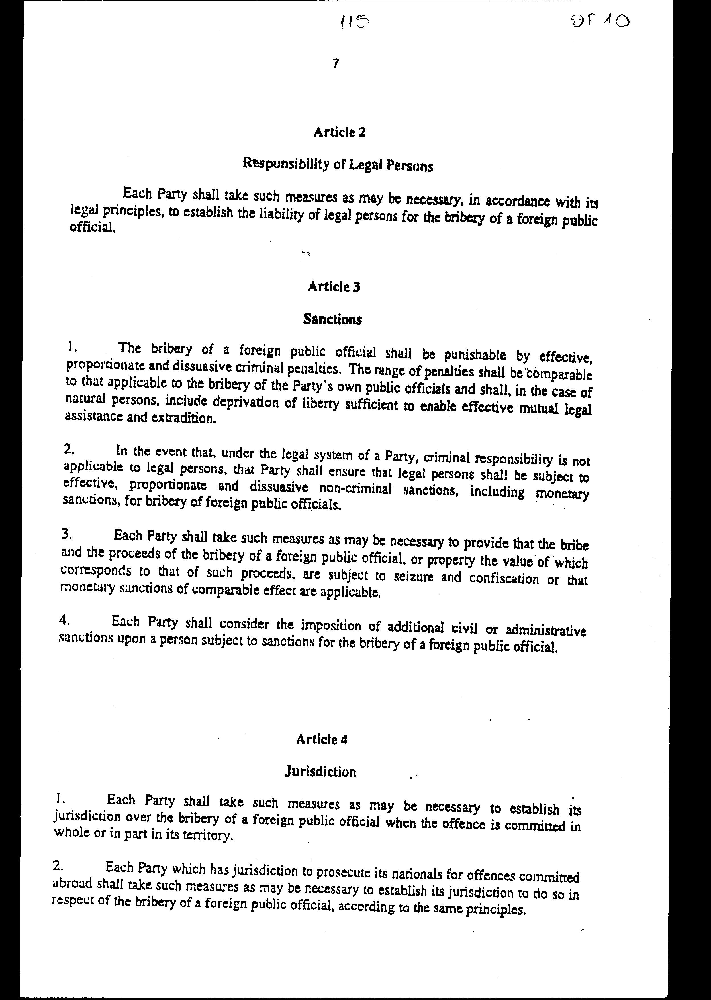 115
7
Article 2
Responsibility of Legal Persons
Each Party shall take such measures as may be necessary, in accordance with its
legal principles, to establish the liability of legal persons for the bribery of a foreign public
official.
Article 3
Sanctions
1. The bribery of a foreign public official shall be punishable by effective,
proportionate and dissuasive criminal penalties. The range of penalties shall be comparable
to that applicable to the bribery of the Party's own public officials and shall, in the case of
natural persons, include deprivation of liberty sufficient to enable effective mutual legal
assistance and extradition.
2. In the event that, under the legal system of a Party, criminal responsibility is not
applicable to legal persons, that Party shall ensure that legal persons shall be subject to
effective, proportionate and dissuasive non-criminal sanctions, including monetary
sanctions, for bribery of foreign public officials.
3. Each Party shall take such measures as may be necessary to provide that the bribe
and the proceeds of the bribery of a foreign public official, or property the value of which
corresponds to that of such proceeds, are subject to seizure and confiscation or that
monetary sanctions of comparable effect are applicable.
4. Each Party shall consider the imposition of additional civil or administrative
sanctions upon a person subject to sanctions for the bribery of a foreign public official.
Article 4
Jurisdiction
1. Each Party shall take such measures as may be necessary to establish its
jurisdiction over the bribery of a foreign public official when the offence is committed in
whole or in part in its territory.
2. Each Party which has jurisdiction to prosecute its nationals for offences committed
abroad shall take such measures as may be necessary to establish its jurisdiction to do so in
respect of the bribery of a foreign public official, according to the same principles.